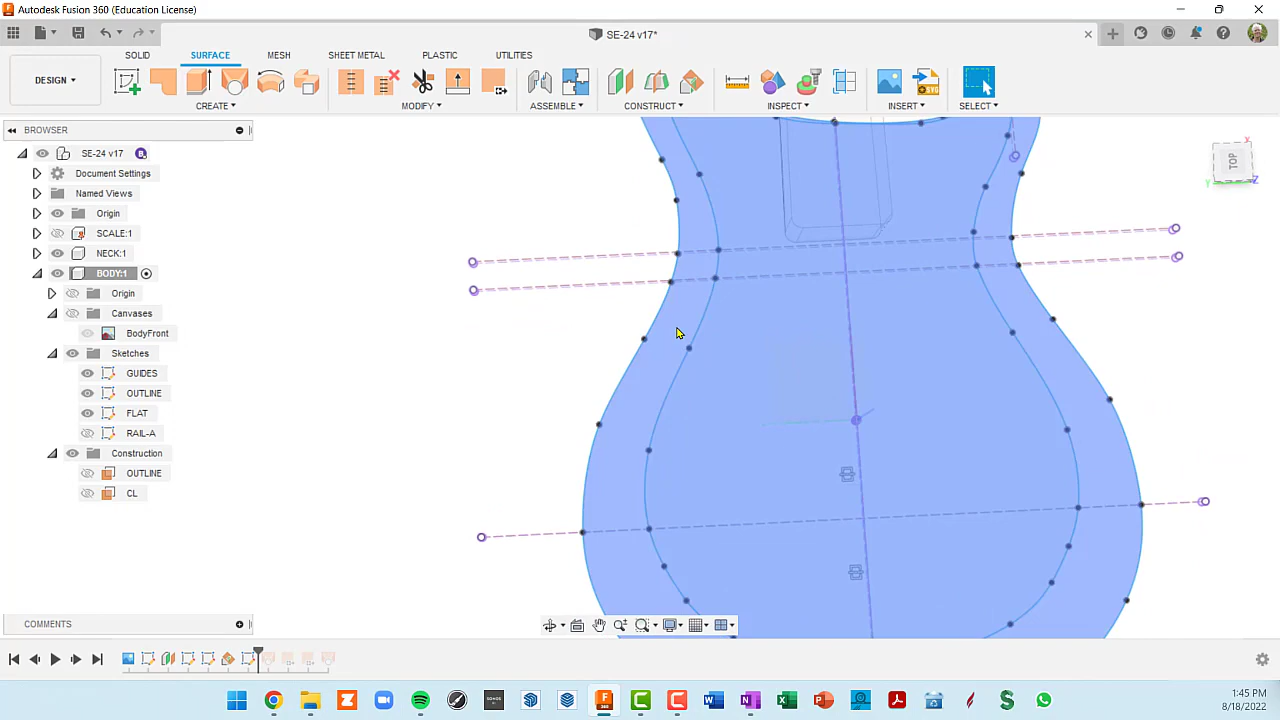 Autodesk Fusion 360 (Education License)
SE-24 v17*
DESIGN
SOLID
SURFACE
MESH
SHEET METAL
PLASTIC
UTILITIES
CREATE
MODIFY
ASSEMBLE
CONSTRUCT
INSPECT
INSERT
SELECT
BROWSER
SE-24 v17
Document Settings
Named Views
Origin
SCALE:1
NECK:1
BODY:1
Origin
Canvases
BodyFront
Sketches
GUIDES
OUTLINE
FLAT
RAIL-A
Construction
OUTLINE
CL
TOP
X
Y
Z
COMMENTS
1:45 PM
8/18/2022